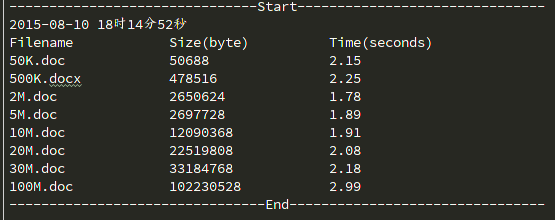 -------------------------------Start-------------------------------
2015-08-10 18时14分52秒
Filename Size(byte) Time(seconds)
50K.doc 50688 2.15
500K.docx 478516 2.25
2M.doc 2650624 1.78
5M.doc 2697728 1.89
10M.doc 12090368 1.91
20M.doc 22519808 2.08
30M.doc 33184768 2.18
100M.doc 102230528 2.99
--------------------------------End--------------------------------